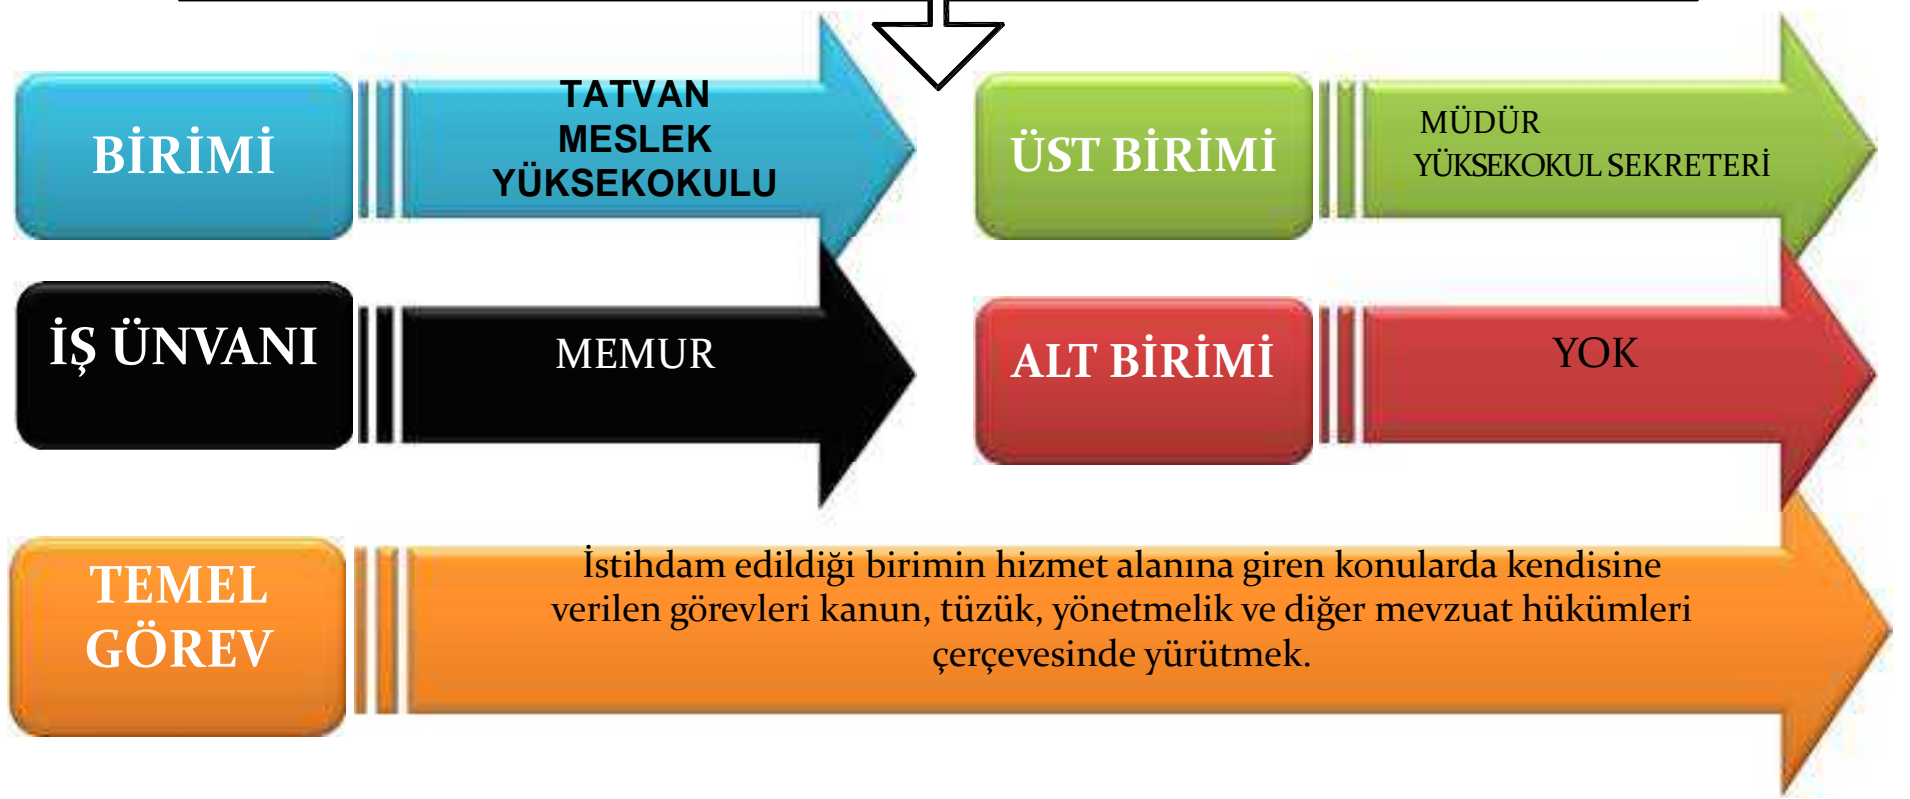 BİRİMİ
TATVAN
MESLEK
YÜKSEKOKULU
ÜST BİRİMİ
MÜDÜR
YÜKSEKOKUL SEKRETERİ
İŞ ÜNVANI
MEMUR
ALT BİRİMİ
YOK
TEMEL
GÖREV
İstihdam edildiği birimin hizmet alanına giren konularda kendisine
verilen görevleri kanun, tüzük, yönetmelik ve diğer mevzuat hükümleri
çerçevesinde yürütmek.